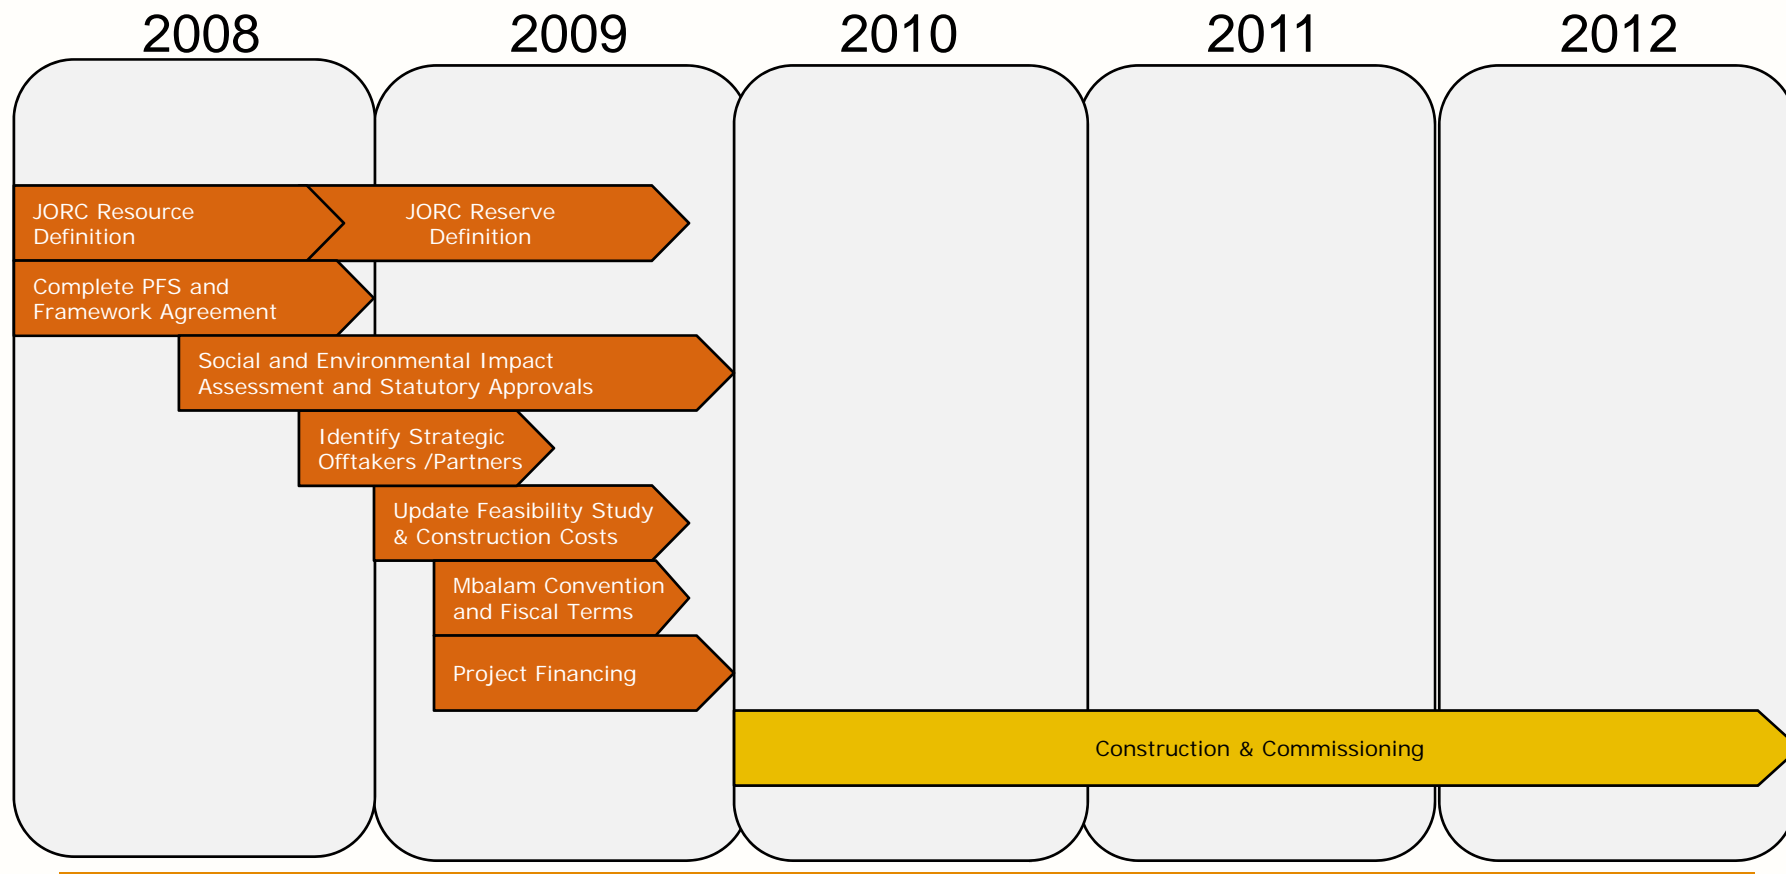 2008
2009
2010
2011
2012
JORC Resource
Definition
JORC Reserve
Definition
Complete PFS and
Framework Agreement
Social and Environmental Impact
Assessment and Statutory Approvals
Identify Strategic
Offtakers /Partners
Update Feasibility Study
& Construction Costs
Mbalam Convention
and Fiscal Terms
Project Financing
Construction & Commissioning